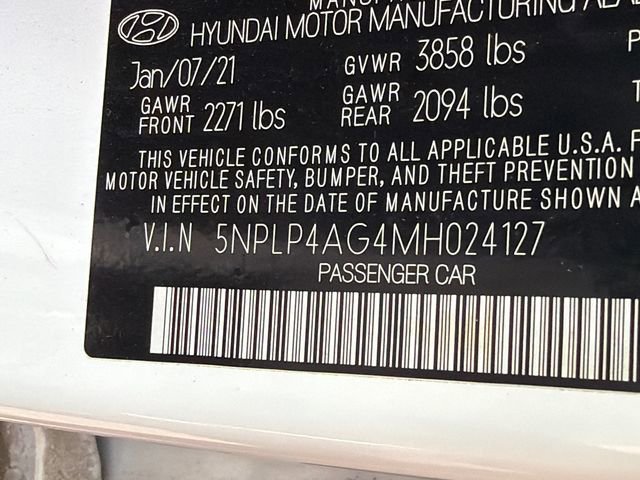 HYUNDAI MOTOR MANUFACTURING
Jan/07/21 GVWR 3858 lbs
GAWR FRONT 2271 lbs GAWR REAR 2094 lbs
THIS VEHICLE CONFORMS TO ALL APPLICABLE U.S.A.
MOTOR VEHICLE SAFETY, BUMPER, AND THEFT PREVENTION
IN EFFECT ON THE DATE OF MANUFACTURE SHOWN
V.I.N 5NPLP4AG4MH024127
PASSENGER CAR